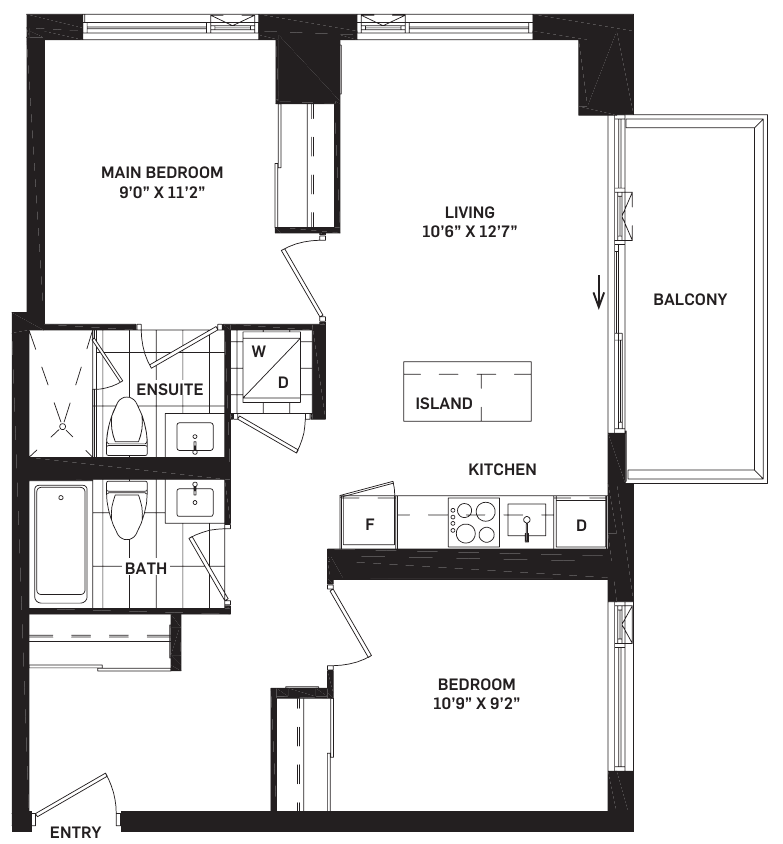 MAIN BEDROOM
9'0" X 11'2"
LIVING
10'6" X 12'7"
BALCONY
W
D
ENSUITE
ISLAND
KITCHEN
F
D
BATH
BEDROOM
10'9" X 9'2"
ENTRY